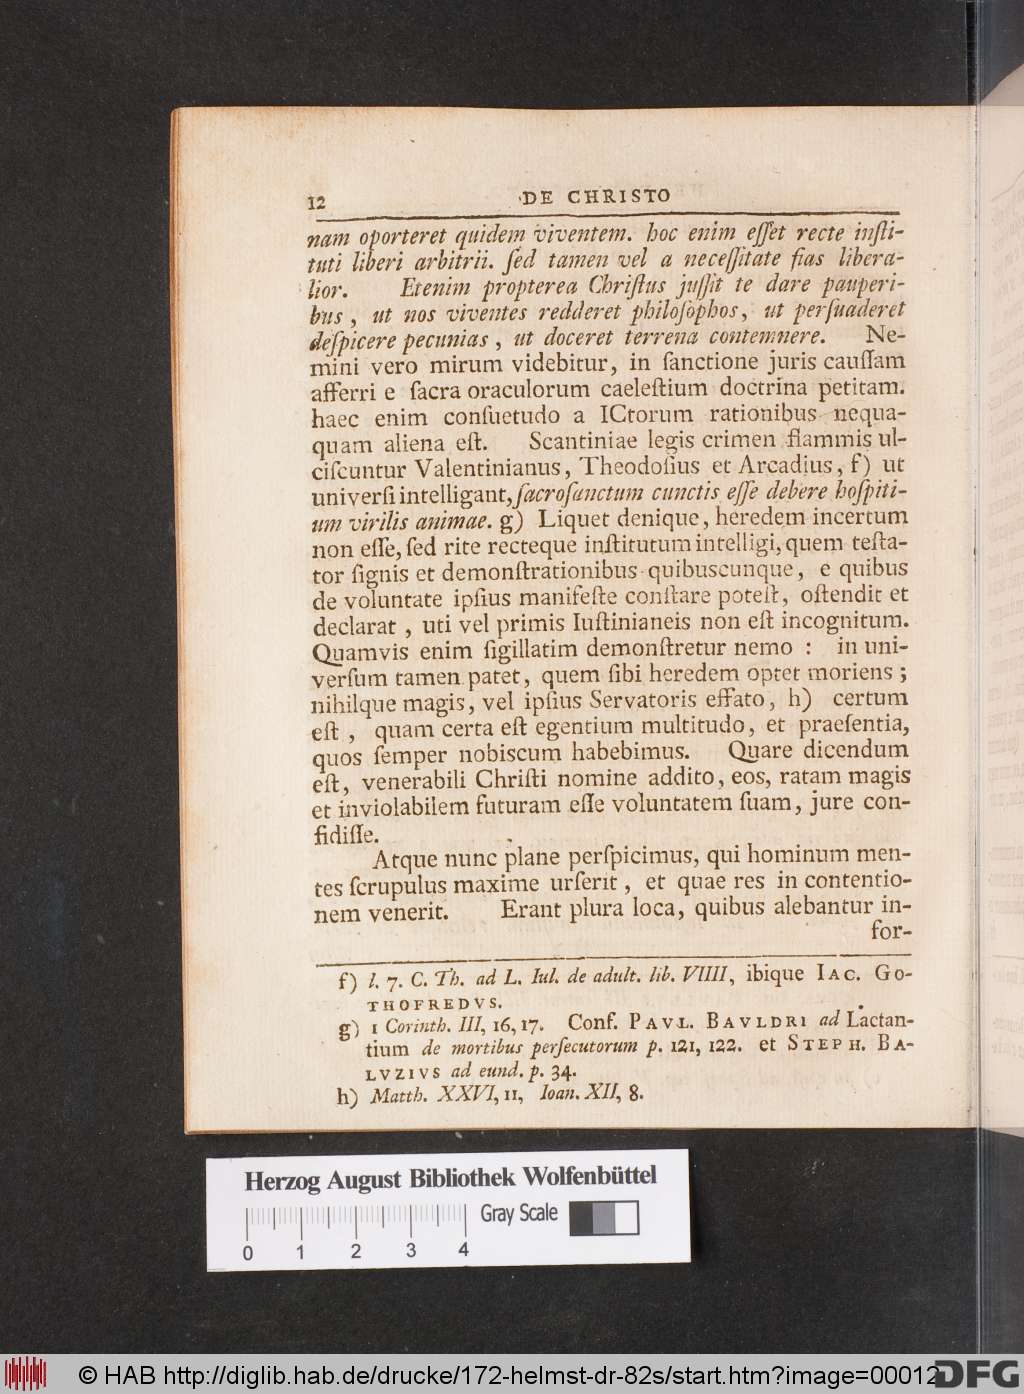 12 DE CHRISTO
nam oporteret quidem viventem. hoc enim eſſet recte inſti-
tuti liberi arbitrii. ſed tamen vel a neceſſitate fias libera-
lior. Etenim propterea Chriſtus juſſit te dare pauperi-
bus, ut nos viventes redderet philoſophos, ut perſuaderet
deſpicere pecunias, ut doceret terrena contemnere. Ne-
mini vero mirum videbitur, in ſanctione juris cauſſam
afferri e ſacra oraculorum caeleſtium doctrina petitam.
haec enim conſuetudo a ICtorum rationibus nequa-
quam aliena eſt. Scantiniae legis crimen flammis ul-
ciſcuntur Valentinianus, Theodoſius et Arcadius, f) ut
univerſi intelligant, ſacroſanctum cunctis eſſe debere hoſpiti-
um virilis animae. g) Liquet denique, heredem incertum
non eſſe, ſed rite recteque inſtitutum intelligi, quem teſta-
tor ſignis et demonſtrationibus quibuscunque, e quibus
de voluntate ipſius manifeſte conſtare poteſt, oſtendit et
declarat, uti vel primis Iuſtinianeis non eſt incognitum.
Quamvis enim ſigillatim demonſtretur nemo : in uni-
verſum tamen patet, quem ſibi heredem optet moriens ;
nihilque magis, vel ipſius Servatoris effato, h) certum
eſt, quam certa eſt egentium multitudo, et praeſentia,
quos ſemper nobiscum habebimus. Quare dicendum
eſt, venerabili Chriſti nomine addito, eos, ratam magis
et inviolabilem futuram eſſe voluntatem ſuam, jure con-
fidiſſe.
Atque nunc plane perſpicimus, qui hominum men-
tes ſcrupulus maxime urſerit, et quae res in contentio-
nem venerit. Erant plura loca, quibus alebantur in-
for-
f) l. 7. C. Th. ad L. Iul. de adult. lib. VIIII, ibique IAC. GO-
THOFREDVS.
g) 1 Corinth. III, 16, 17. Conf. PAVL. BAVLDRI ad Lactan-
tium de mortibus perſecutorum p. 121, 122. et STEPH. BA-
LVZIVS ad eund. p. 34.
h) Matth. XXVI, 11, Ioan. XII, 8.
Herzog August Bibliothek Wolfenbüttel
Gray Scale
0 1 2 3 4
© HAB http://diglib.hab.de/drucke/172-helmst-dr-82s/start.htm?image=00012
DFG